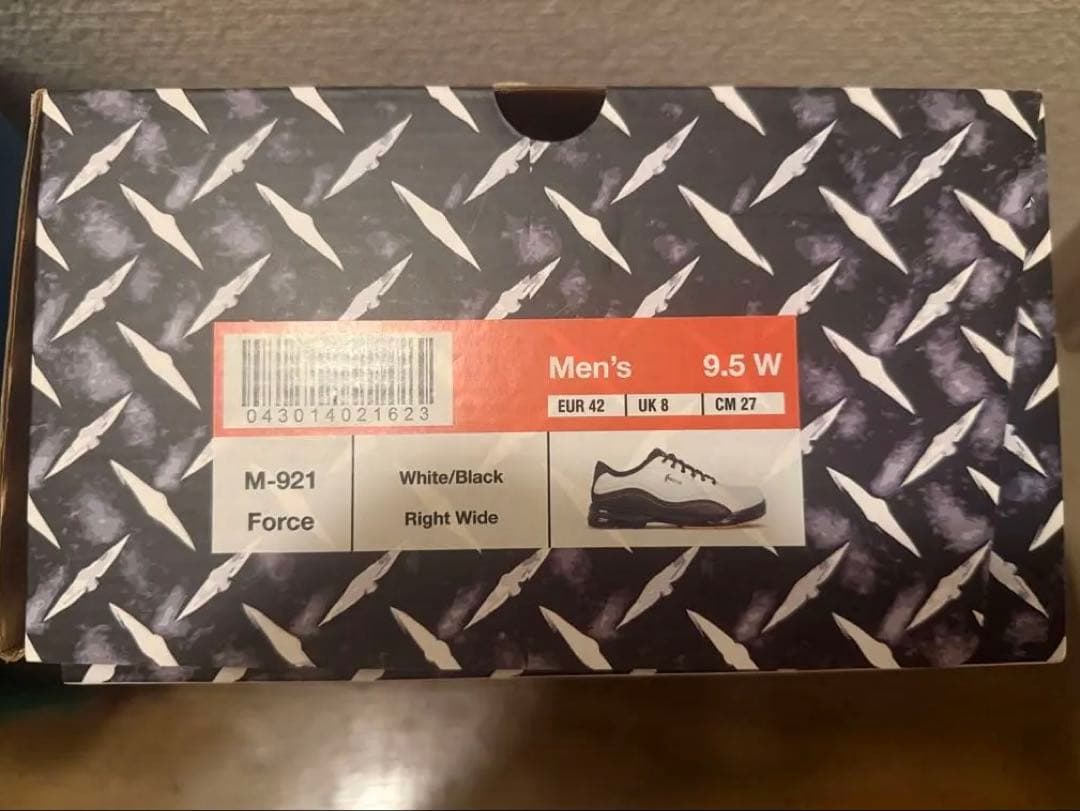 Men's 9.5 W
EUR 42 UK 8 CM 27
043014021623
M-921
Force
White/Black
Right Wide